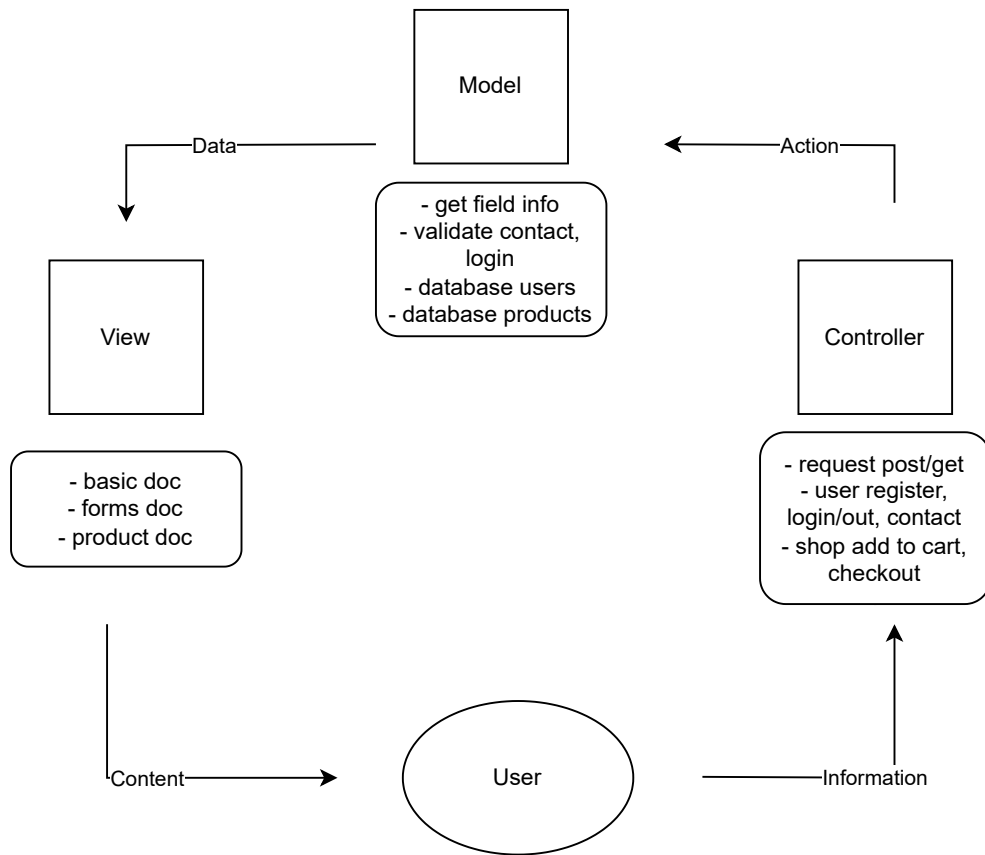 Model
Data
Action
- get field info
- validate contact,
login
- database users
- database products
View
Controller
- basic doc
- forms doc
- product doc
- request post/get
- user register,
login/out, contact
- shop add to cart,
checkout
User
Content
Information